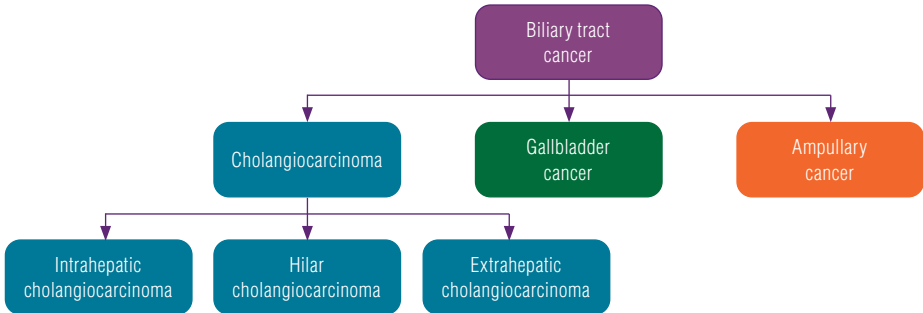 Biliary tract
cancer
Cholangiocarcinoma
Gallbladder
cancer
Ampullary
cancer
Intrahepatic
cholangiocarcinoma
Hilar
cholangiocarcinoma
Extrahepatic
cholangiocarcinoma